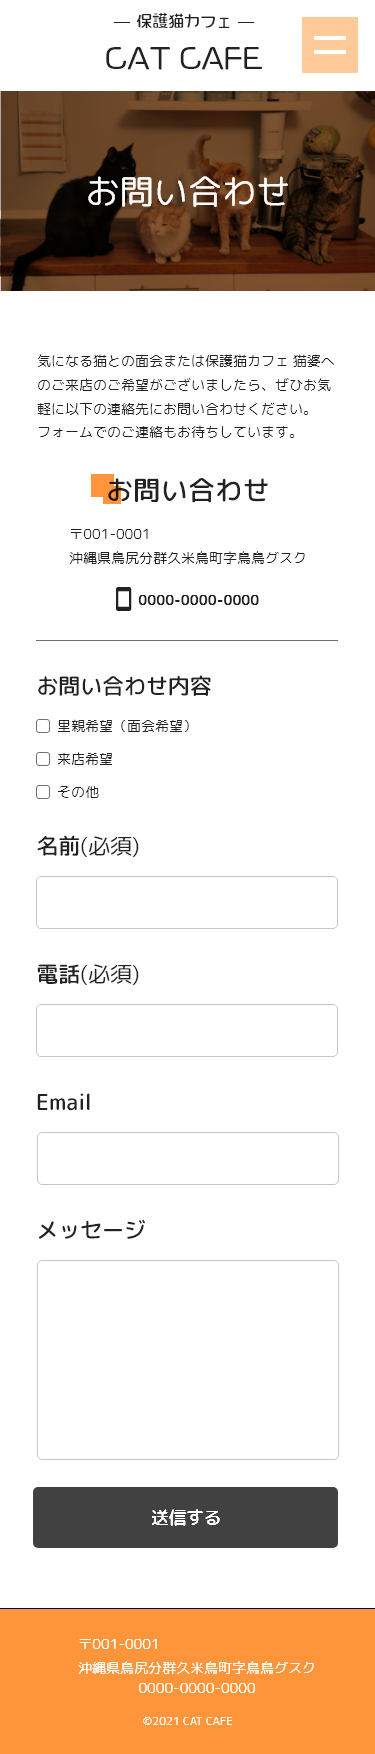 ― 保護猫カフェ ―
CAT CAFE
お問い合わせ
気になる猫との面会または保護猫カフェ 猫婆へ
のご来店のご希望がございましたら、ぜひお気
軽に以下の連絡先にお問い合わせください。
フォームでのご連絡もお待ちしています。
お問い合わせ
〒001-0001
沖縄県鳥尻分群久米鳥町字鳥鳥グスク
0000-0000-0000
お問い合わせ内容
里親希望（面会希望）
来店希望
その他
名前(必須)
電話(必須)
Email
メッセージ
送信する
〒001-0001
沖縄県鳥尻分群久米鳥町字鳥鳥グスク
0000-0000-0000
©2021 CAT CAFE